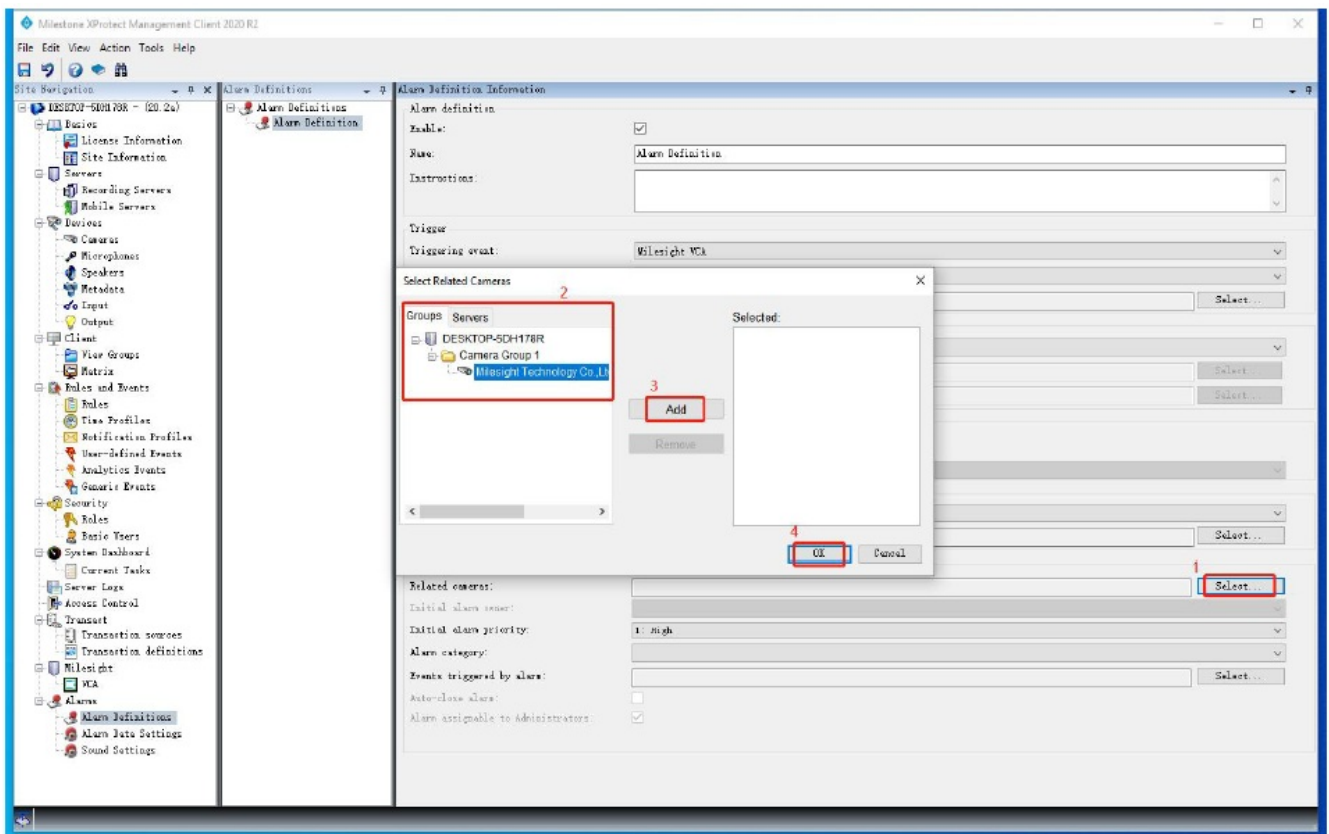 Milestone XProtect Management Client 2020 R2
File Edit View Action Tools Help
Site Navigation
DESKTOP-5DH178R - (20.2a)
Basics
License Information
Site Information
Servers
Recording Servers
Mobile Servers
Devices
Cameras
Microphones
Speakers
Metadata
Input
Output
Client
View Groups
Matrix
Rules and Events
Rules
Time Profiles
Notification Profiles
User-defined Events
Analytics Events
Generic Events
Security
Roles
Basic Users
System Dashboard
Current Tasks
Server Logs
Access Control
Transact
Transaction sources
Transaction definitions
Milesight
VCA
Alarms
Alarm Definitions
Alarm Data Settings
Sound Settings
Alarm Definitions
Alarm Definitions
Alarm Definition
Alarm Definition Information
Alarm definition
Enable:
Name: Alarm Definition
Instructions:
Trigger
Triggering event: Milesight VCA
Select...
Select...
Select...
Select...
Select Related Cameras
2
Groups Servers
DESKTOP-5DH178R
Camera Group 1
Milesight Technology Co.,Lt
Selected:
3
Add
Remove
4
OK Cancel
1
Related cameras: Select...
Initial alarm owner:
Initial alarm priority: 1: High
Alarm category:
Events triggered by alarm: Select...
Auto-close alarm:
Alarm assignable to Administrators: